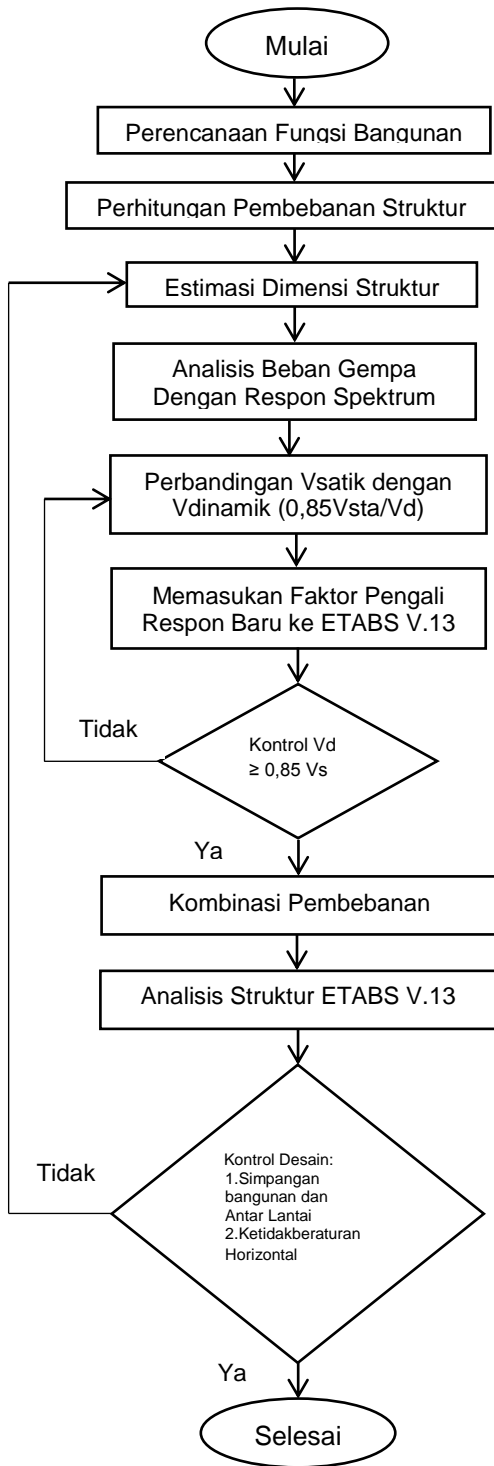 Mulai
Perencanaan Fungsi Bangunan
Perhitungan Pembebanan Struktur
Estimasi Dimensi Struktur
Analisis Beban Gempa
Dengan Respon Spektrum
Perbandingan Vsatik dengan
Vdinamik (0,85Vsta/Vd)
Memasukan Faktor Pengali
Respon Baru ke ETABS V.13
Tidak
Kontrol Vd
≥ 0,85 Vs
Ya
Kombinasi Pembebanan
Analisis Struktur ETABS V.13
Tidak
Kontrol Desain:
1.Simpangan
bangunan dan
Antar Lantai
2.Ketidakberaturan
Horizontal
Ya
Selesai